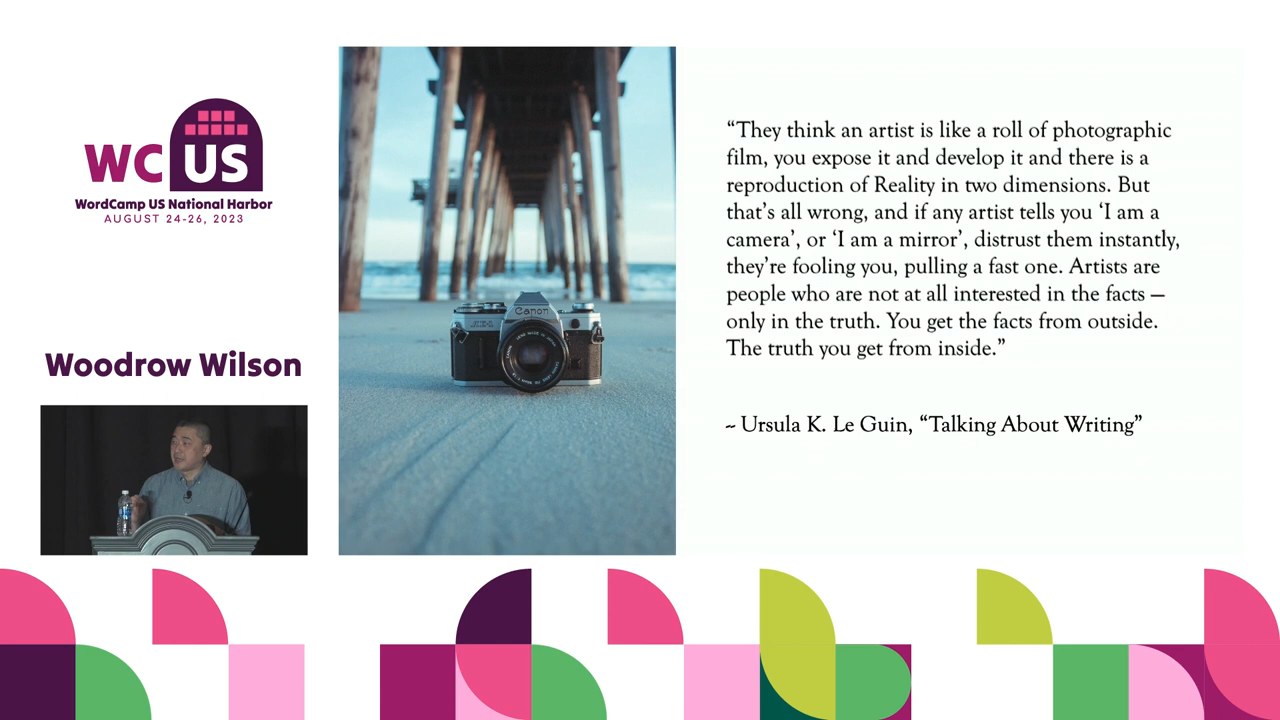 WC US
WordCamp US National Harbor
AUGUST 24-26, 2023
Woodrow Wilson
Canon
AE-1
“They think an artist is like a roll of photographic
film, you expose it and develop it and there is a
reproduction of Reality in two dimensions. But
that’s all wrong, and if any artist tells you ‘I am a
camera’, or ‘I am a mirror’, distrust them instantly,
they’re fooling you, pulling a fast one. Artists are
people who are not at all interested in the facts —
only in the truth. You get the facts from outside.
The truth you get from inside.”
~ Ursula K. Le Guin, “Talking About Writing”